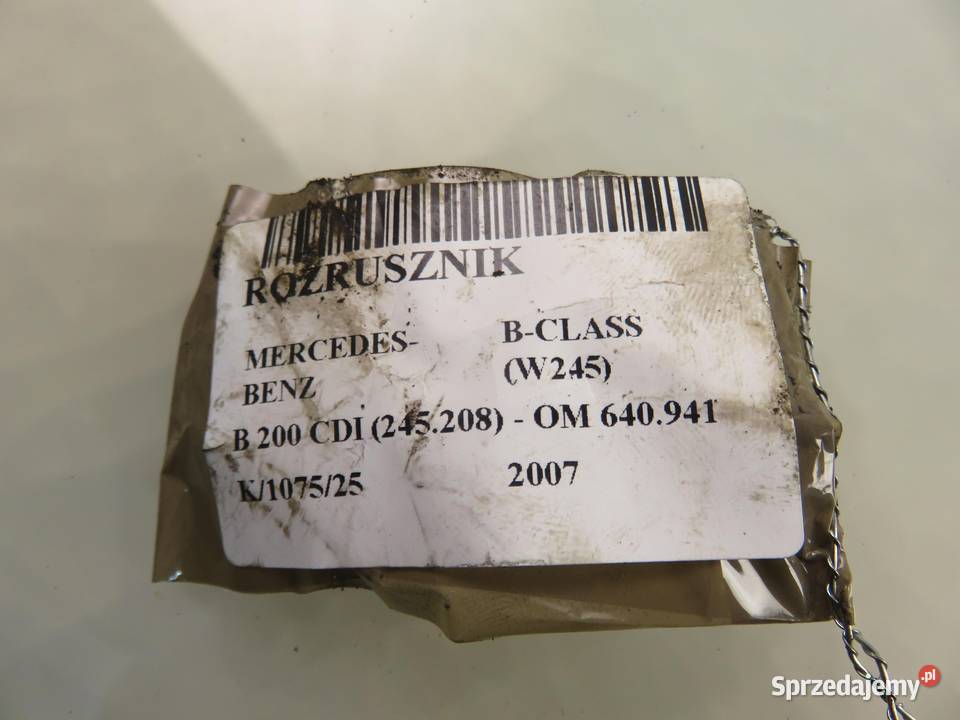 ROZRUSZNIK
MERCEDES-
BENZ
B-CLASS
(W245)
B 200 CDI (245.208) - OM 640.941
K/1075/25
2007
Sprzedajemy.pl